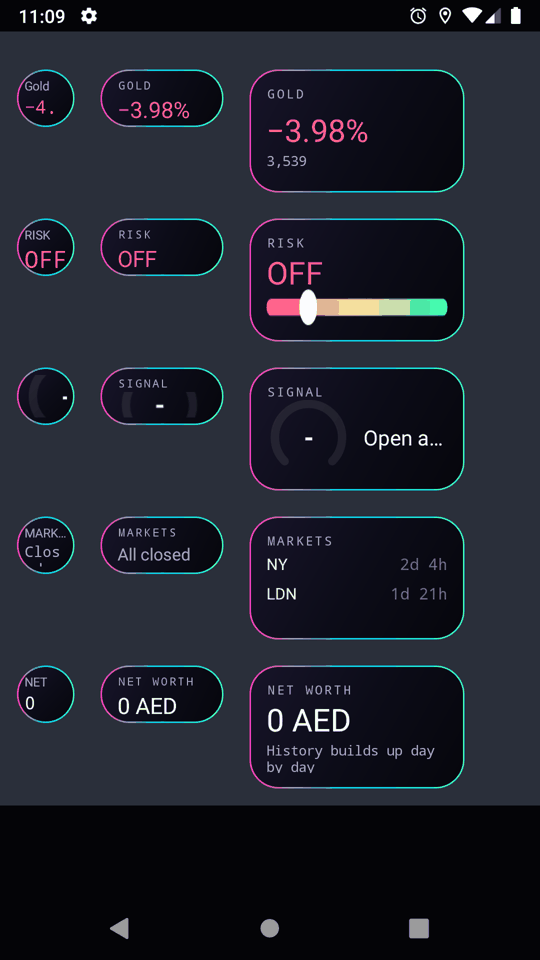 11:09
Gold
−4.
GOLD
−3.98%
GOLD
−3.98%
3,539
RISK
OFF
RISK
OFF
RISK
OFF
-
SIGNAL
-
SIGNAL
-
Open a...
MARK...
Clos
MARKETS
All closed
MARKETS
NY 2d 4h
LDN 1d 21h
NET
0
NET WORTH
0 AED
NET WORTH
0 AED
History builds up day
by day